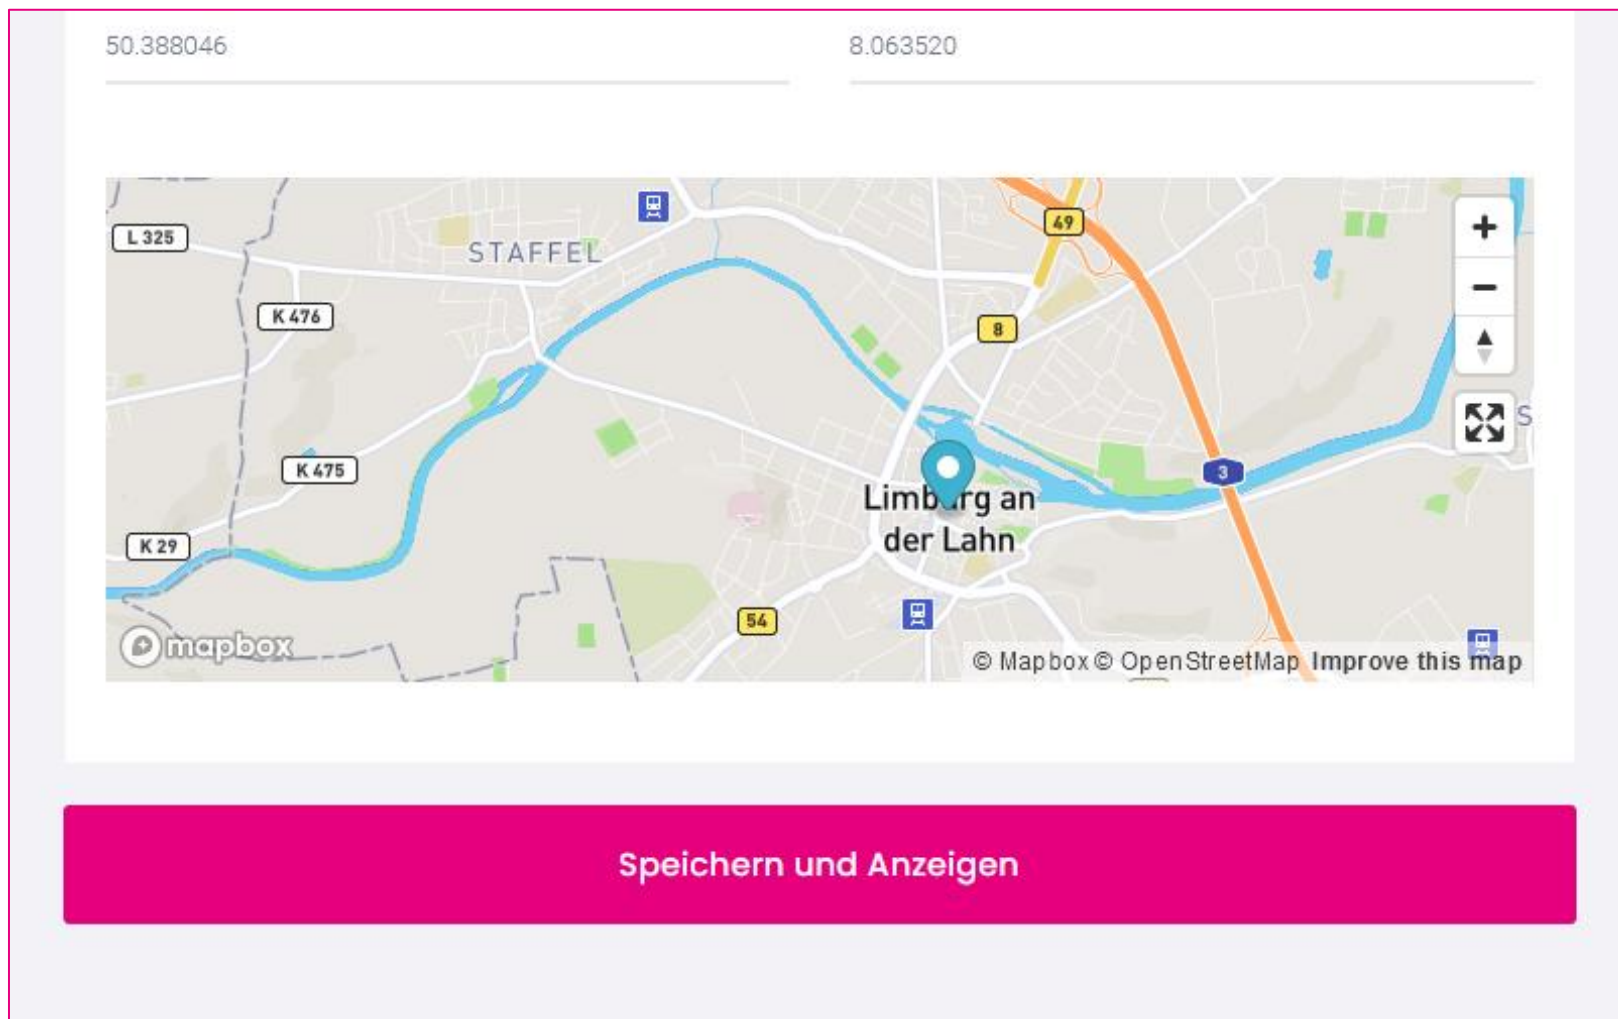 50.388046
8.063520
L 325
STAFFEL
49
K 476
8
K 475
3
Limburg an
der Lahn
K 29
54
mapbox
© Mapbox © OpenStreetMap Improve this map
Speichern und Anzeigen